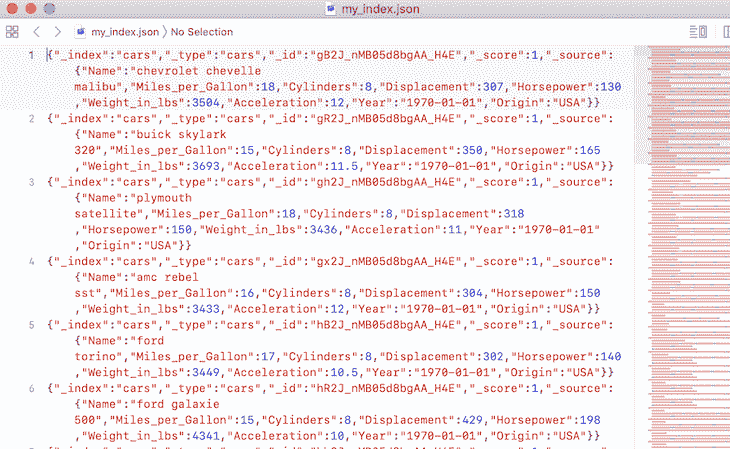 my_index.json
my_index.json No Selection
1 {"_index":"cars","_type":"cars","_id":"gB2J_nMB05d8bgAA_H4E","_score":1,"_source":
{"Name":"chevrolet chevelle
malibu","Miles_per_Gallon":18,"Cylinders":8,"Displacement":307,"Horsepower":130
,"Weight_in_lbs":3504,"Acceleration":12,"Year":"1970-01-01","Origin":"USA"}}
2 {"_index":"cars","_type":"cars","_id":"gR2J_nMB05d8bgAA_H4E","_score":1,"_source":
{"Name":"buick skylark
320","Miles_per_Gallon":15,"Cylinders":8,"Displacement":350,"Horsepower":165
,"Weight_in_lbs":3693,"Acceleration":11.5,"Year":"1970-01-01","Origin":"USA"}}
3 {"_index":"cars","_type":"cars","_id":"gh2J_nMB05d8bgAA_H4E","_score":1,"_source":
{"Name":"plymouth
satellite","Miles_per_Gallon":18,"Cylinders":8,"Displacement":318
,"Horsepower":150,"Weight_in_lbs":3436,"Acceleration":11,"Year":"1970-01-01"
,"Origin":"USA"}}
4 {"_index":"cars","_type":"cars","_id":"gx2J_nMB05d8bgAA_H4E","_score":1,"_source":
{"Name":"amc rebel
sst","Miles_per_Gallon":16,"Cylinders":8,"Displacement":304,"Horsepower":150
,"Weight_in_lbs":3433,"Acceleration":12,"Year":"1970-01-01","Origin":"USA"}}
5 {"_index":"cars","_type":"cars","_id":"hB2J_nMB05d8bgAA_H4E","_score":1,"_source":
{"Name":"ford
torino","Miles_per_Gallon":17,"Cylinders":8,"Displacement":302,"Horsepower":140
,"Weight_in_lbs":3449,"Acceleration":10.5,"Year":"1970-01-01","Origin":"USA"}}
6 {"_index":"cars","_type":"cars","_id":"hR2J_nMB05d8bgAA_H4E","_score":1,"_source":
{"Name":"ford galaxie
500","Miles_per_Gallon":15,"Cylinders":8,"Displacement":429,"Horsepower":198
,"Weight_in_lbs":4341,"Acceleration":10,"Year":"1970-01-01","Origin":"USA"}}